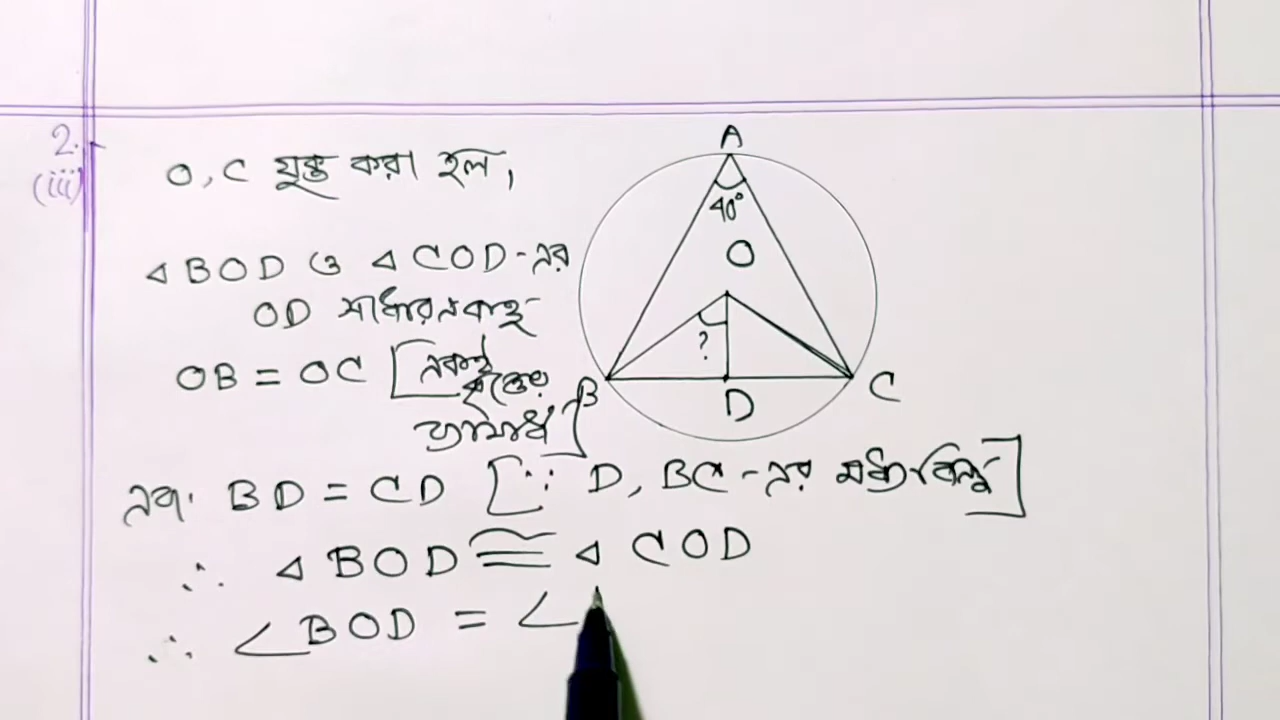 2.
(iii)
O, C যুক্ত করা হল,
◁ BOD ও ◁ COD-এর
OD সাধারণ বাহু
OB = OC [একই
বৃত্তের
ব্যাসার্ধ]
এবং BD = CD [∵ D, BC-এর মধ্যবিন্দু]
∴ ◁ BOD ≅ ◁ COD
∴ ∠BOD = ∠
A
40°
O
?
B
D
C